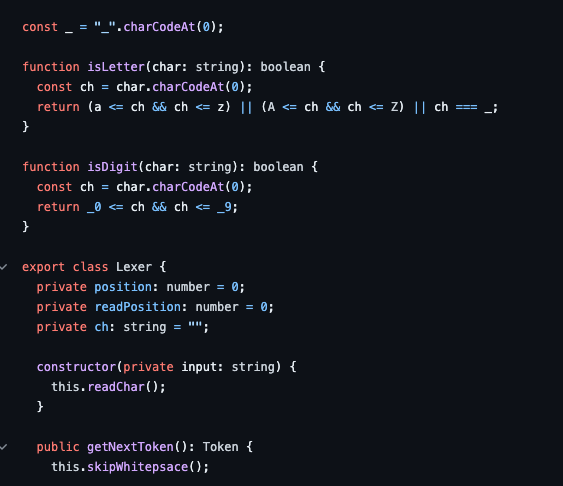 const _ = "_".charCodeAt(0);

function isLetter(char: string): boolean {
  const ch = char.charCodeAt(0);
  return (a <= ch && ch <= z) || (A <= ch && ch <= Z) || ch === _;
}

function isDigit(char: string): boolean {
  const ch = char.charCodeAt(0);
  return _0 <= ch && ch <= _9;
}

export class Lexer {
  private position: number = 0;
  private readPosition: number = 0;
  private ch: string = "";

  constructor(private input: string) {
    this.readChar();
  }

  public getNextToken(): Token {
    this.skipWhitepsace();